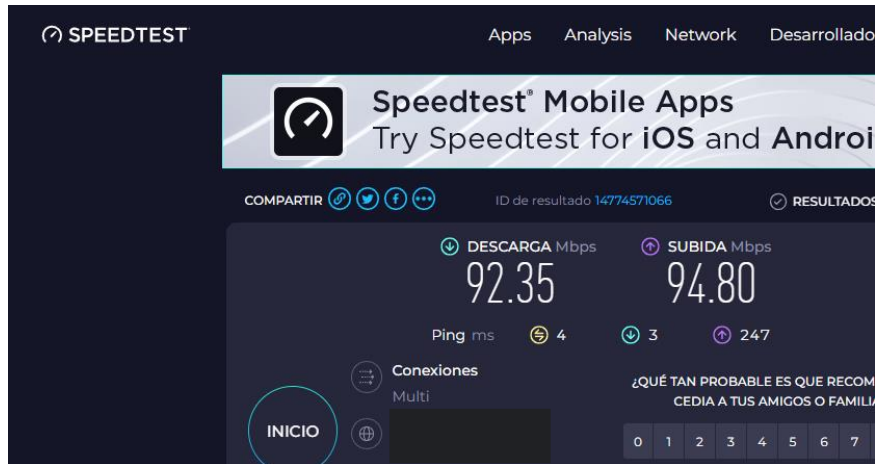 SPEEDTEST
Apps Analysis Network Desarrollado
Speedtest® Mobile Apps
Try Speedtest for iOS and Androi
COMPARTIR ID de resultado 14774571066 RESULTADOS
DESCARGA Mbps SUBIDA Mbps
92.35 94.80
Ping ms 4 3 247
Conexiones
Multi
¿QUÉ TAN PROBABLE ES QUE RECOM
CEDIA A TUS AMIGOS O FAMILIA
INICIO
0 1 2 3 4 5 6 7